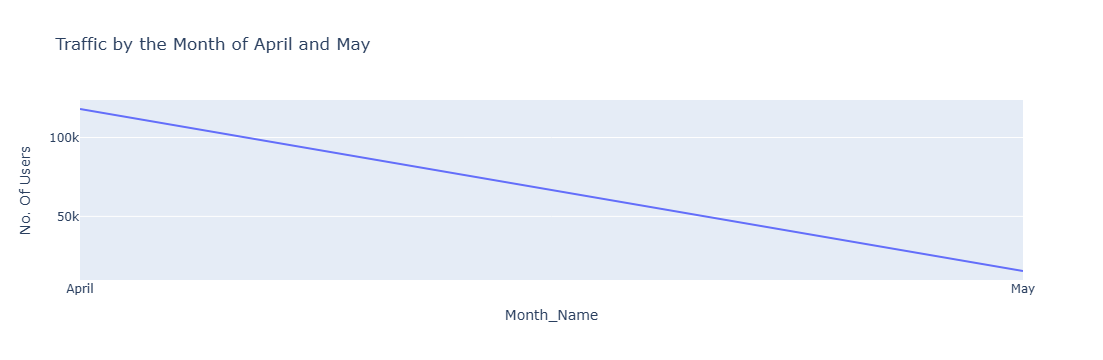 Traffic by the Month of April and May
100k
50k
No. Of Users
April
May
Month_Name